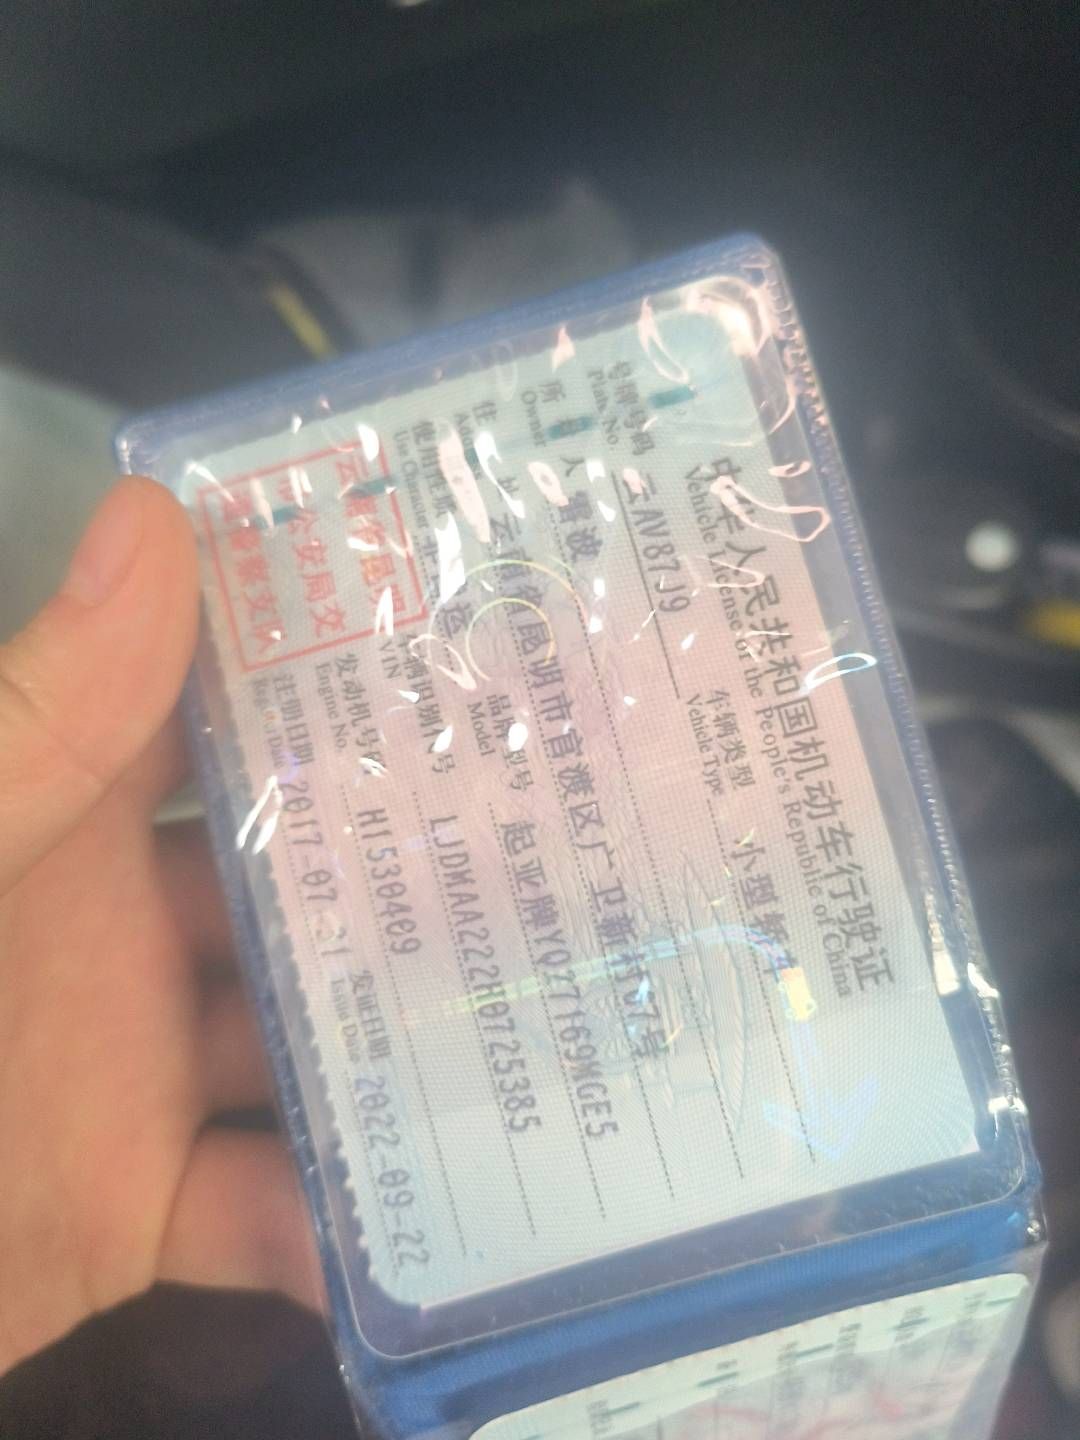 中华人民共和国机动车行驶证
Vehicle License of the People's Republic of China
号牌号码 云AV87J9 车辆类型 小型轿车
Plate No. Vehicle Type
所 人 波
Owner
住 址 云南省昆明市官渡区广卫新村67号
Address
使用性质 非营运 品牌型号 起亚牌YQZ7169MGE5
Use Character Model
车辆识别代号 LJDMAA222H0725385
VIN
发动机号码 H1530409
Engine No.
注册日期 2017-07-31 发证日期 2022-09-22
Register Date Issue Date
云南省昆明
市公安局交
通警察支队